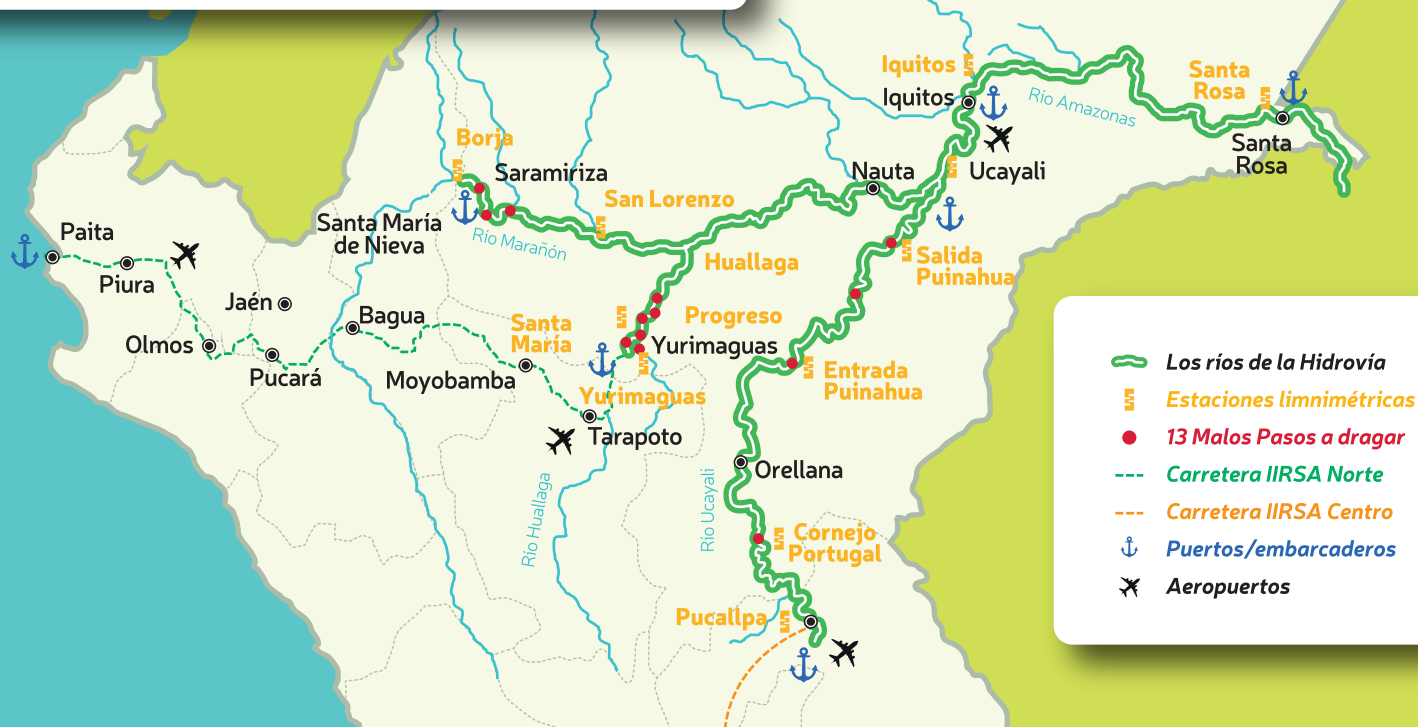 Iquitos
Iquitos
Río Amazonas
Santa
Rosa
Santa
Rosa
Borja
Saramiriza
San Lorenzo
Nauta
Ucayali
Santa María
de Nieva
Río Marañón
Paita
Piura
Huallaga
Salida
Puinahua
Jaén
Bagua
Olmos
Pucará
Santa
María
Progreso
Yurimaguas
Moyobamba
Yurimaguas
Entrada
Puinahua
Tarapoto
Orellana
Río Huallaga
Río Ucayali
Cornejo
Portugal
Pucallpa
Los ríos de la Hidrovía
Estaciones limnimétricas
13 Malos Pasos a dragar
Carretera IIRSA Norte
Carretera IIRSA Centro
Puertos/embarcaderos
Aeropuertos